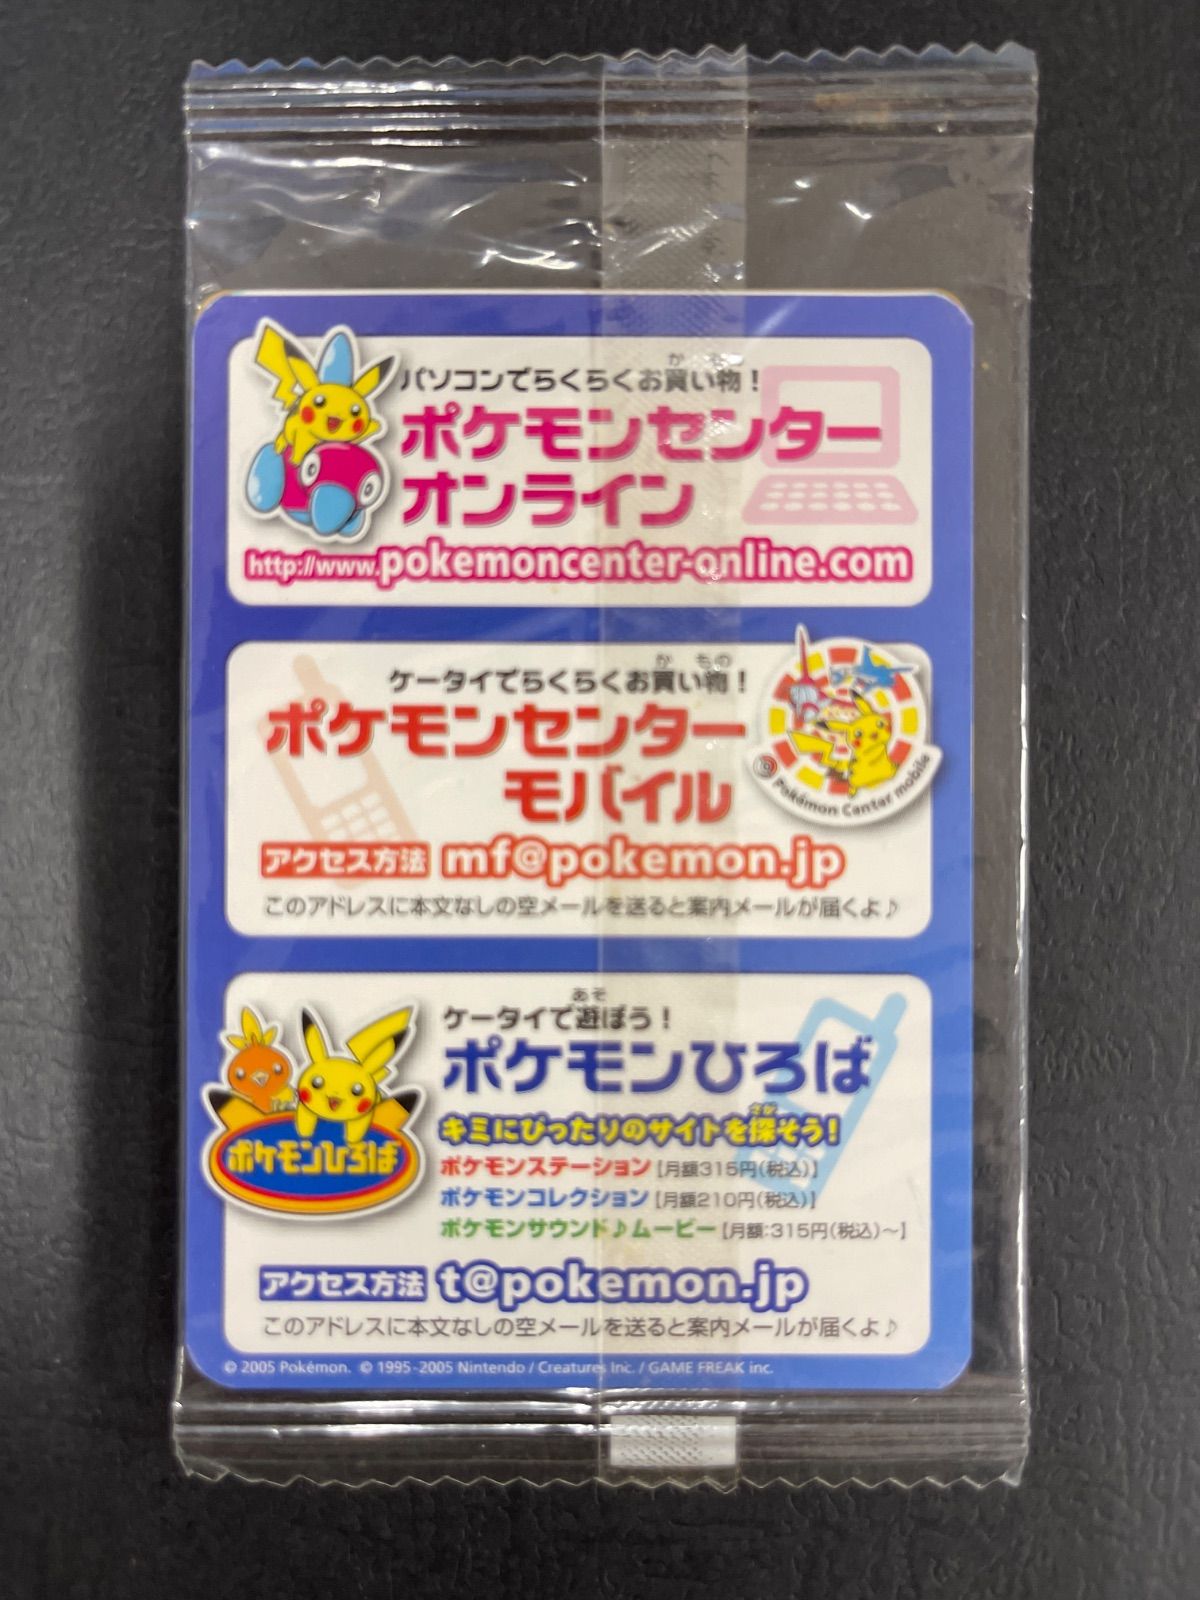 パソコンでらくらくお買い物！
ポケモンセンター
オンライン
http://www.pokemoncenter-online.com
ケータイでらくらくお買い物！
ポケモンセンター
モバイル
Pokémon Center mobile
アクセス方法 mf@pokemon.jp
このアドレスに本文なしの空メールを送ると案内メールが届くよ♪
ケータイで遊ぼう！
ポケモンひろば
ポケモンひろば
キミにぴったりのサイトを探そう！
ポケモンステーション [月額315円(税込)]
ポケモンコレクション [月額210円(税込)]
ポケモンサウンド♪ムービー [月額:315円(税込)～]
アクセス方法 t@pokemon.jp
このアドレスに本文なしの空メールを送ると案内メールが届くよ♪
© 2005 Pokémon. © 1995-2005 Nintendo / Creatures Inc. / GAME FREAK inc.